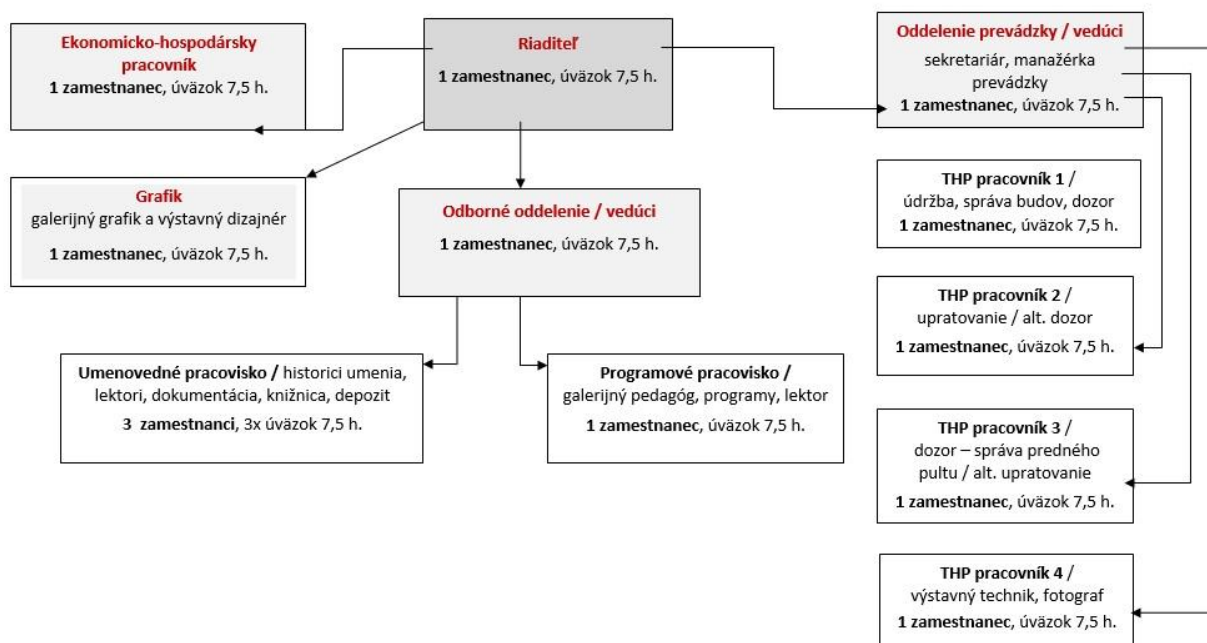 Ekonomicko-hospodársky
pracovník
1 zamestnanec, úväzok 7,5 h.
Riaditeľ
1 zamestnanec, úväzok 7,5 h.
Oddelenie prevádzky / vedúci
sekretariár, manažérka
prevádzky
1 zamestnanec, úväzok 7,5 h.
Grafik
galerijný grafik a výstavný dizajnér
1 zamestnanec, úväzok 7,5 h.
Odborné oddelenie / vedúci
1 zamestnanec, úväzok 7,5 h.
THP pracovník 1 /
údržba, správa budov, dozor
1 zamestnanec, úväzok 7,5 h.
THP pracovník 2 /
upratovanie / alt. dozor
1 zamestnanec, úväzok 7,5 h.
Umenovedné pracovisko / historici umenia,
lektori, dokumentácia, knižnica, depozit
3 zamestnanci, 3x úväzok 7,5 h.
Programové pracovisko /
galerijný pedagóg, programy, lektor
1 zamestnanec, úväzok 7,5 h.
THP pracovník 3 /
dozor – správa predného
pultu / alt. upratovanie
1 zamestnanec, úväzok 7,5 h.
THP pracovník 4 /
výstavný technik, fotograf
1 zamestnanec, úväzok 7,5 h.